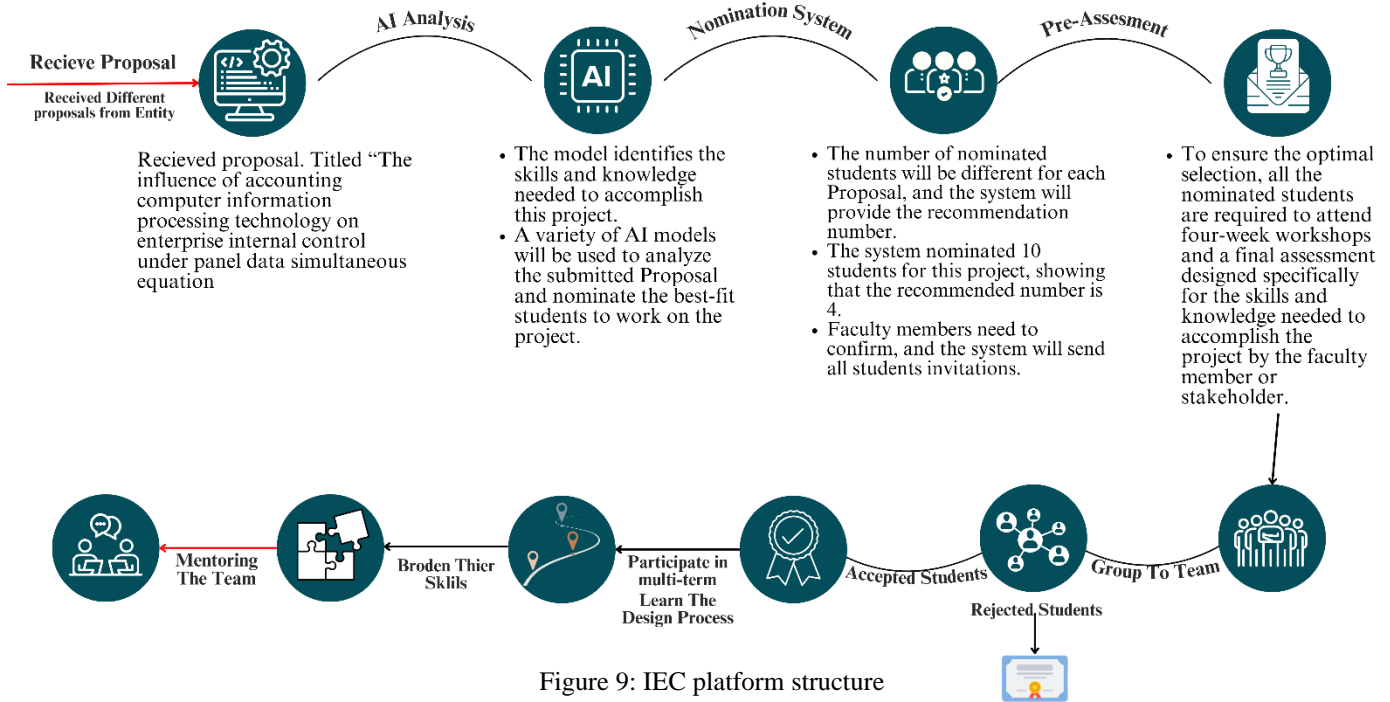 AI Analysis
Nomination System
Pre-Assesment
Recieve Proposal
Received Different
proposals from Entity
AI
Recieved proposal. Titled “The
influence of accounting
computer information
processing technology on
enterprise internal control
under panel data simultaneous
equation
• The model identifies the
skills and knowledge
needed to accomplish
this project.
• A variety of AI models
will be used to analyze
the submitted Proposal
and nominate the best-fit
students to work on the
project.
• The number of nominated
students will be different for each
Proposal, and the system will
provide the recommendation
number.
• The system nominated 10
students for this project, showing
that the recommended number is
4.
• Faculty members need to
confirm, and the system will send
all students invitations.
• To ensure the optimal
selection, all the
nominated students
are required to attend
four-week workshops
and a final assessment
designed specifically
for the skills and
knowledge needed to
accomplish the
project by the faculty
member or
stakeholder.
Group To Team
Accepted Students
Rejected Students
Participate in
multi-term
Learn The
Design Process
Broden Thier
Sklils
Mentoring
The Team
Figure 9: IEC platform structure